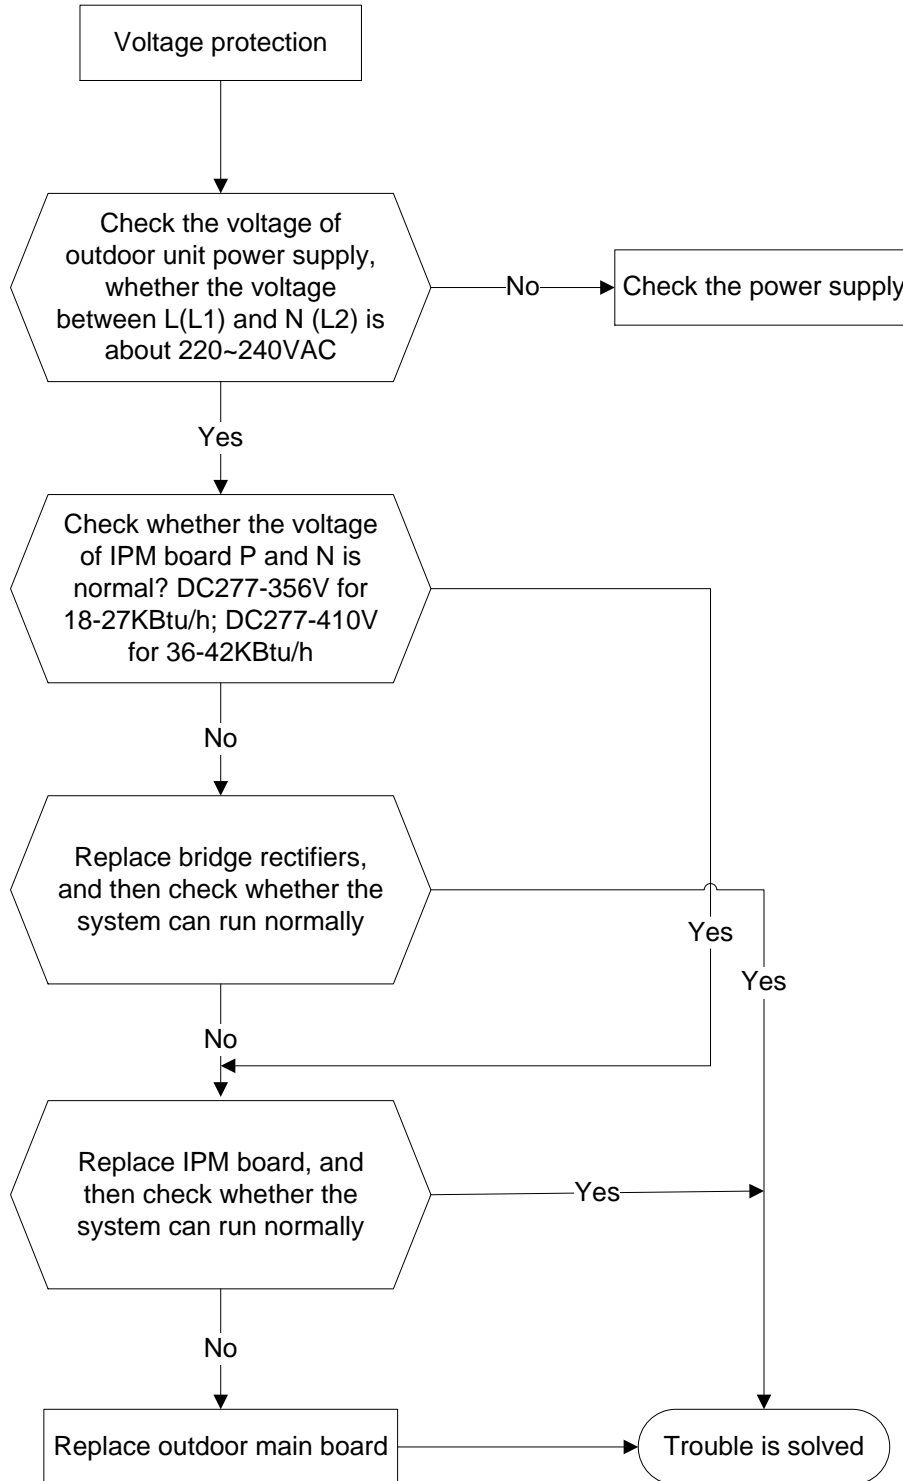 Voltage protection
Check the voltage of
outdoor unit power supply,
whether the voltage
between L(L1) and N (L2) is
about 220~240VAC
No
Check the power supply
Yes
Check whether the voltage
of IPM board P and N is
normal? DC277-356V for
18-27KBtu/h; DC277-410V
for 36-42KBtu/h
No
Replace bridge rectifiers,
and then check whether the
system can run normally
Yes
Yes
No
Replace IPM board, and
then check whether the
system can run normally
Yes
No
Replace outdoor main board
Trouble is solved